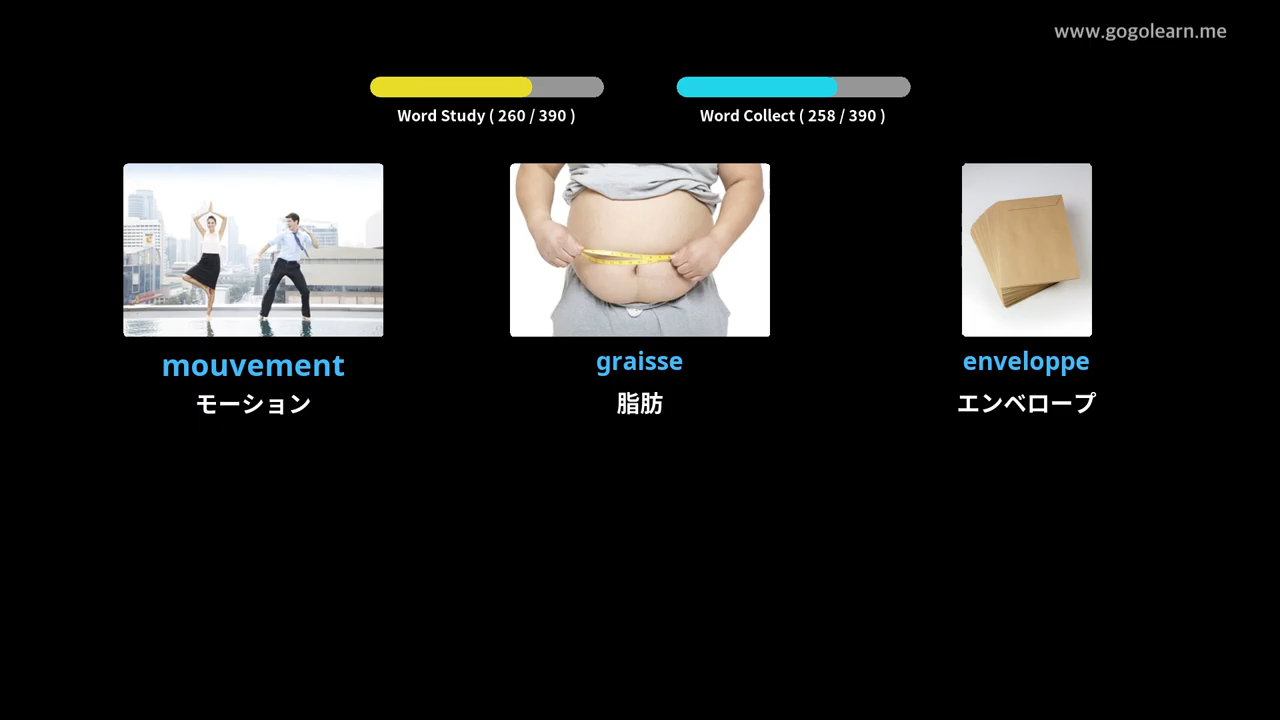 www.gogolearn.me
Word Study ( 260 / 390 )
Word Collect ( 258 / 390 )
mouvement
モーション
graisse
脂肪
enveloppe
エンベロープ